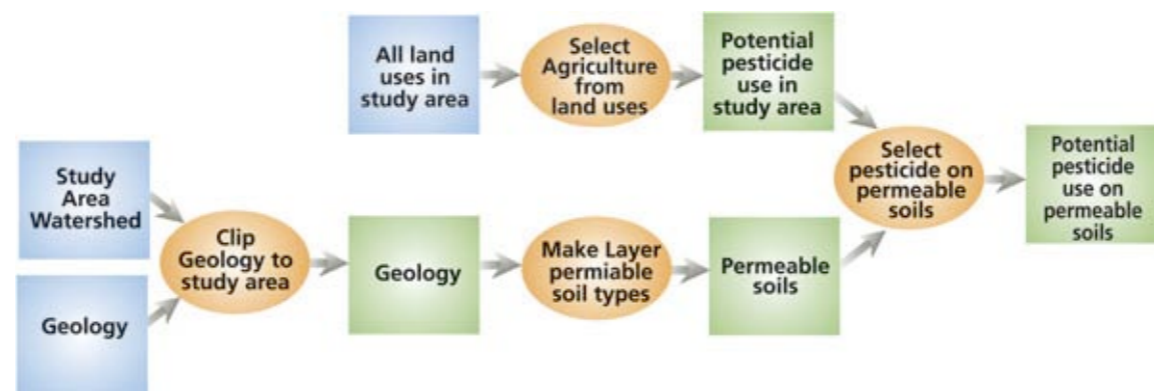 All land
uses in
study area
Select
Agriculture
from
land uses
Potential
pesticide
use in
study area
Study
Area
Watershed
Geology
Clip
Geology to
study area
Geology
Make Layer
permiable
soil types
Permeable
soils
Select
pesticide on
permeable
soils
Potential
pesticide
use on
permeable
soils